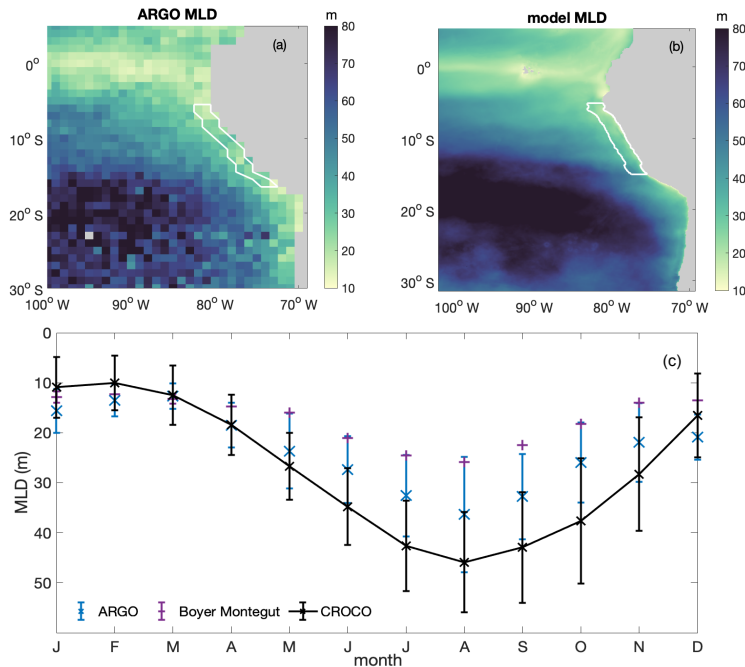 ARGO MLD
m
(a)
80
70
60
50
40
30
20
10
0° 
10° S
20° S
30° S
100° W
90° W
80° W
70° W
model MLD
m
(b)
80
70
60
50
40
30
20
10
0°
10° S
20° S
30° S
100° W
90° W
80° W
70° W
(c)
0
10
20
30
40
50
MLD (m)
ARGO
Boyer Montegut
CROCO
J F M A M J J A S O N D
month